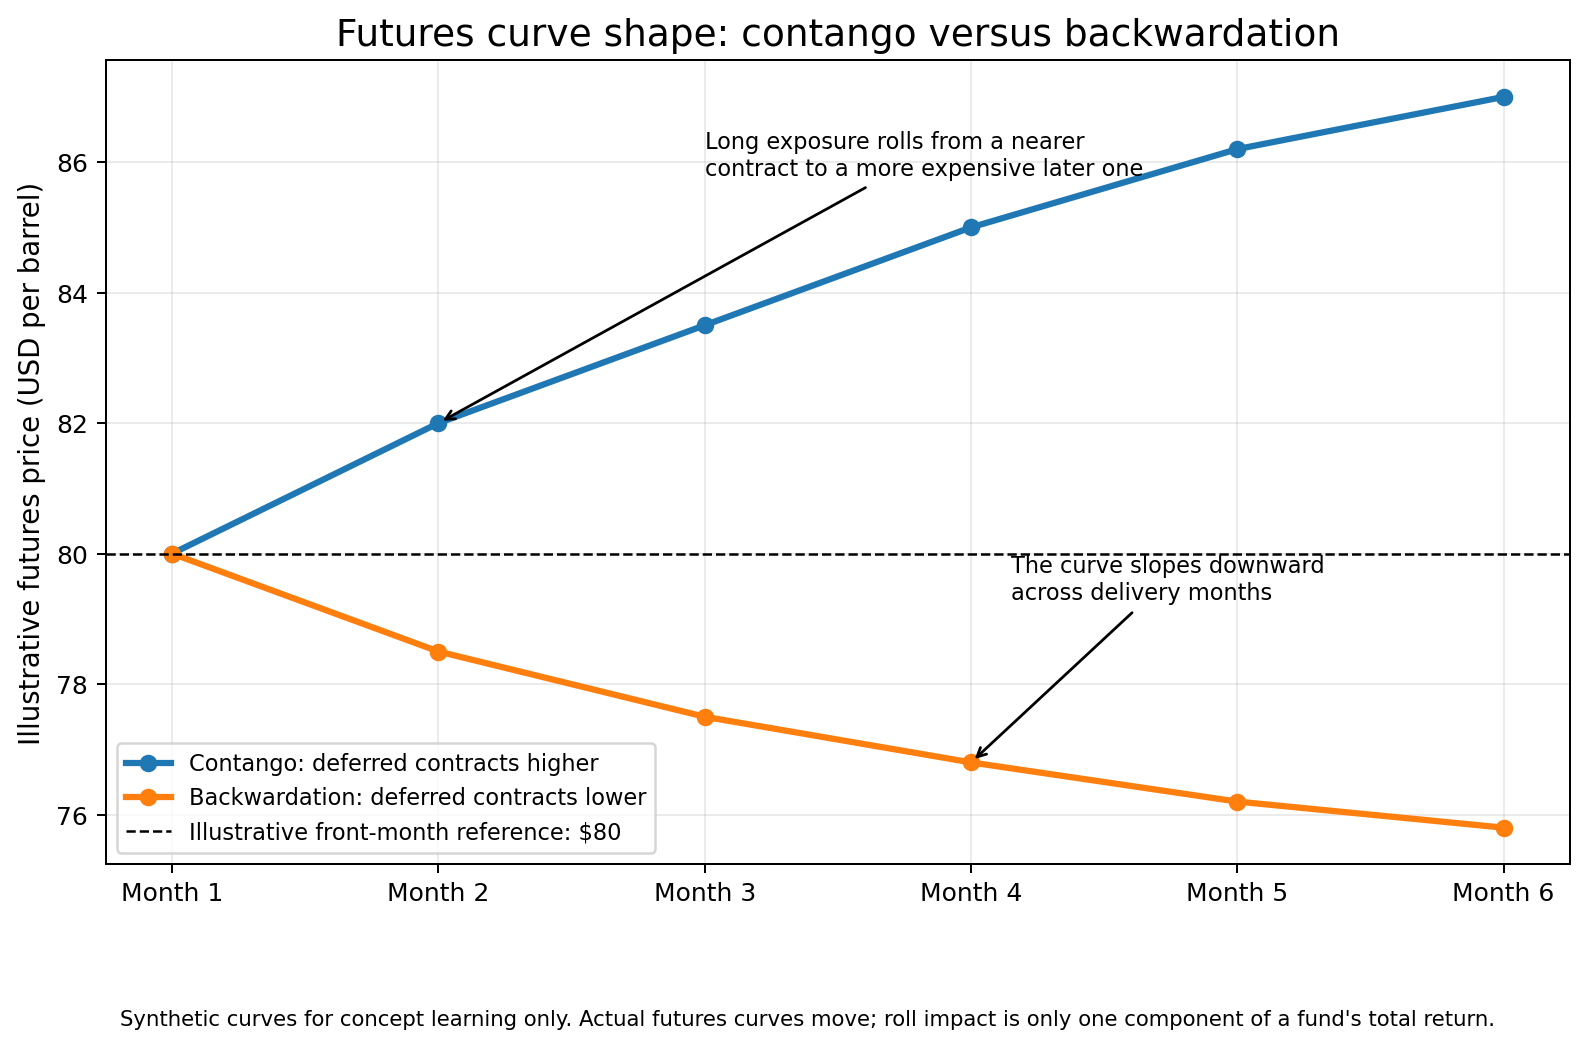 Futures curve shape: contango versus backwardation
Illustrative futures price (USD per barrel)
86
84
82
80
78
76
Long exposure rolls from a nearer
contract to a more expensive later one
The curve slopes downward
across delivery months
Contango: deferred contracts higher
Backwardation: deferred contracts lower
Illustrative front-month reference: $80
Month 1
Month 2
Month 3
Month 4
Month 5
Month 6
Synthetic curves for concept learning only. Actual futures curves move; roll impact is only one component of a fund's total return.